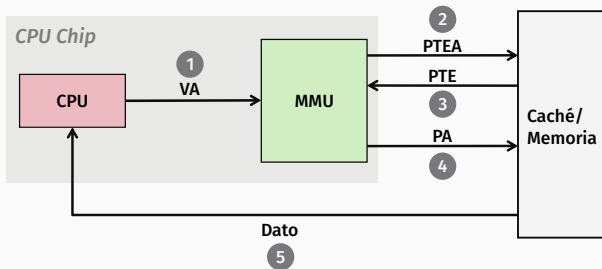 CPU Chip
2
PTEA
1
VA
CPU
MMU
PTE
3
Caché/
Memoria
PA
4
Dato
5